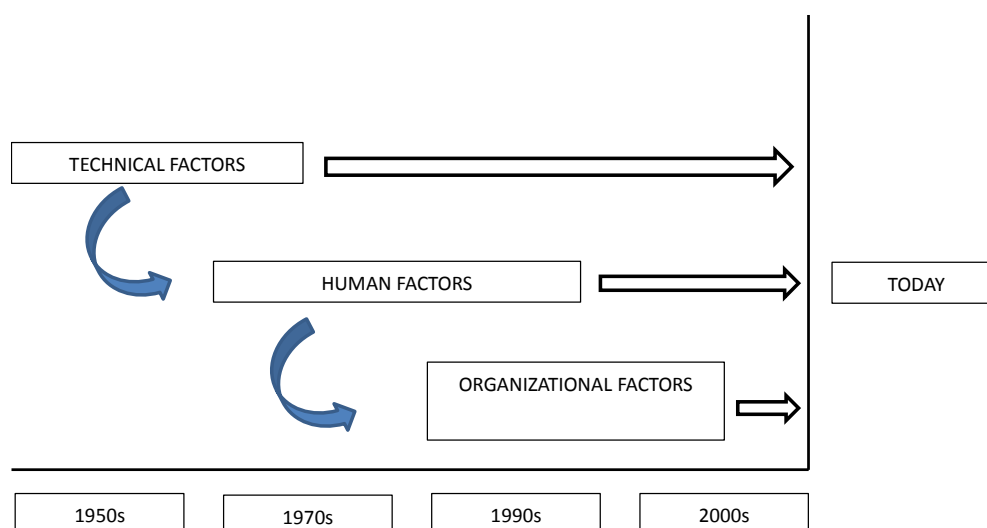 TECHNICAL FACTORS
HUMAN FACTORS
TODAY
ORGANIZATIONAL FACTORS
1950s
1970s
1990s
2000s